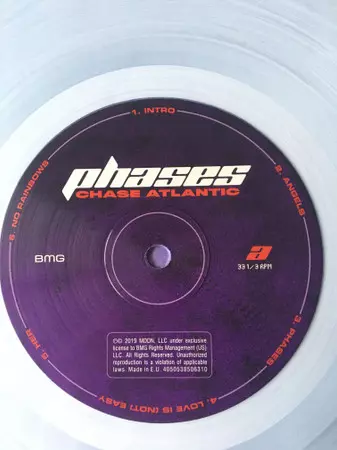 phases
CHASE ATLANTIC
1. INTRO
2. ANGELS
3. PHASES
4. LOVE IS (NOT) EASY
5. HER
6. NO RAINBOWS
BMG
a
33 1/3 RPM
℗© 2019 MDDN, LLC under exclusive
license to BMG Rights Management (US)
LLC. All Rights Reserved. Unauthorized
reproduction is a violation of applicable
laws. Made in E.U. 4050538506310